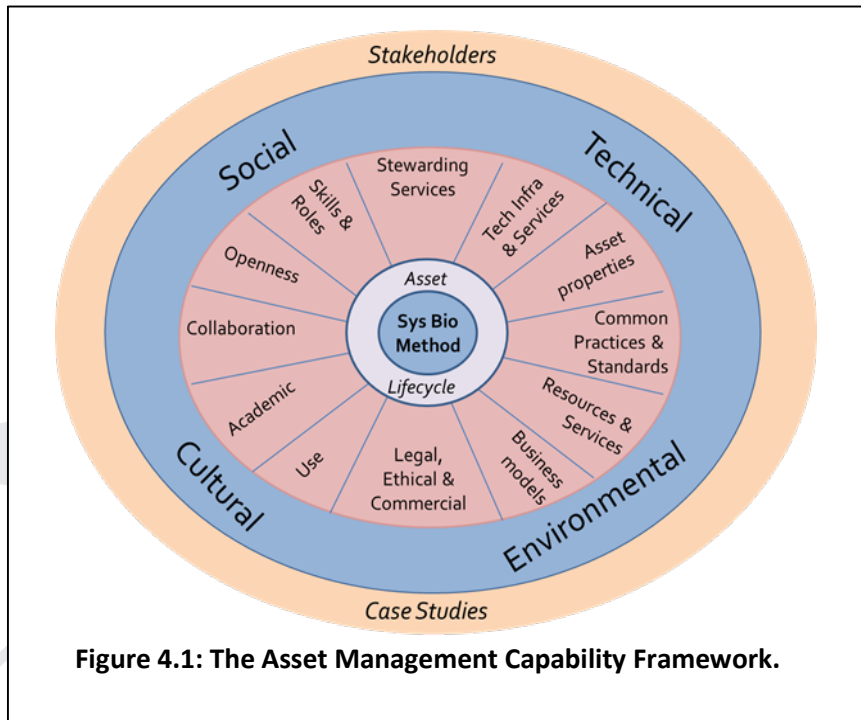 Stakeholders
Social
Technical
Stewarding
Services
Skills &
Roles
Tech Infra
& Services
Openness
Asset
properties
Collaboration
Common
Practices &
Standards
Asset
Sys Bio
Method
Lifecycle
Academic
Resources &
Services
Use
Legal,
Ethical &
Commercial
Business
models
Cultural
Environmental
Case Studies
Figure 4.1: The Asset Management Capability Framework.